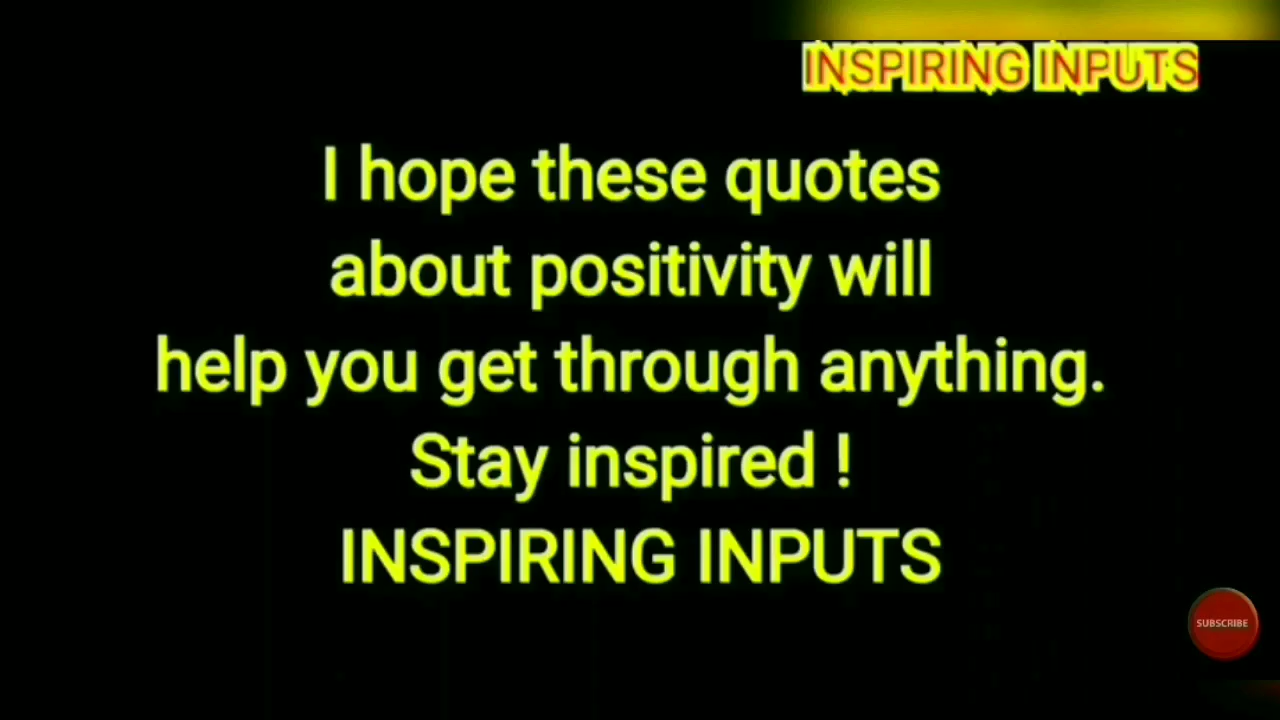 INSPIRING INPUTS
I hope these quotes
about positivity will
help you get through anything.
Stay inspired !
INSPIRING INPUTS
SUBSCRIBE